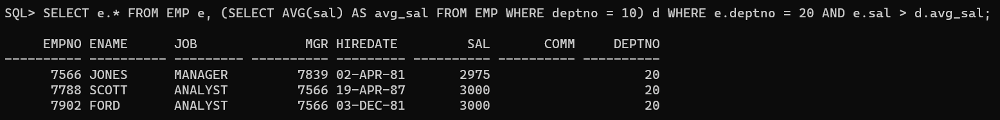 SQL> SELECT e.* FROM EMP e, (SELECT AVG(sal) AS avg_sal FROM EMP WHERE deptno = 10) d WHERE e.deptno = 20 AND e.sal > d.avg_sal;

     EMPNO ENAME      JOB              MGR HIREDATE         SAL       COMM     DEPTNO
---------- ---------- --------- ---------- --------- ---------- ---------- ----------
      7566 JONES      MANAGER         7839 02-APR-81       2975                    20
      7788 SCOTT      ANALYST         7566 19-APR-87       3000                    20
      7902 FORD       ANALYST         7566 03-DEC-81       3000                    20